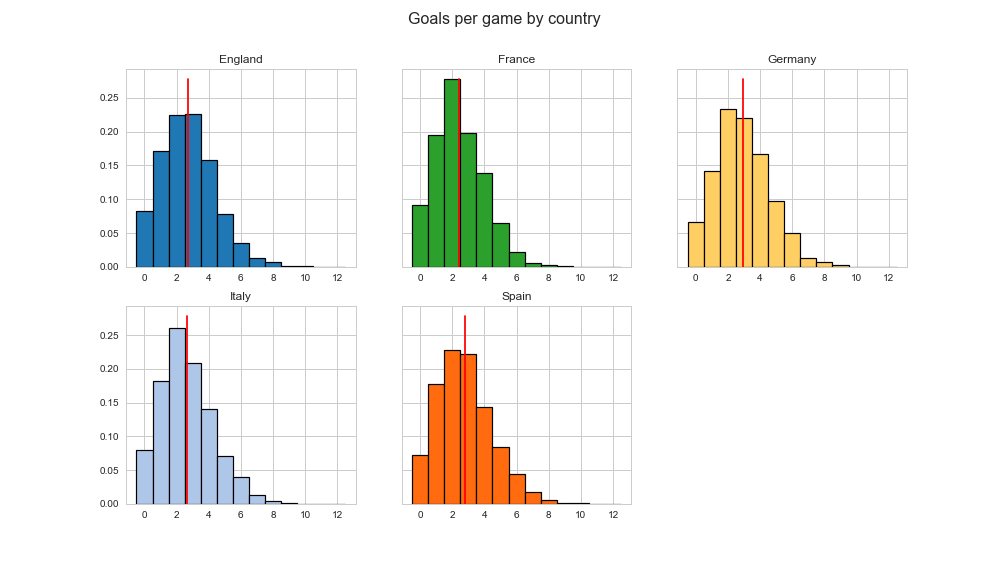 Goals per game by country
England France Germany
0.25
0.20
0.15
0.10
0.05
0.00
0 2 4 6 8 10 12 0 2 4 6 8 10 12 0 2 4 6 8 10 12
Italy Spain
0.25
0.20
0.15
0.10
0.05
0.00
0 2 4 6 8 10 12 0 2 4 6 8 10 12